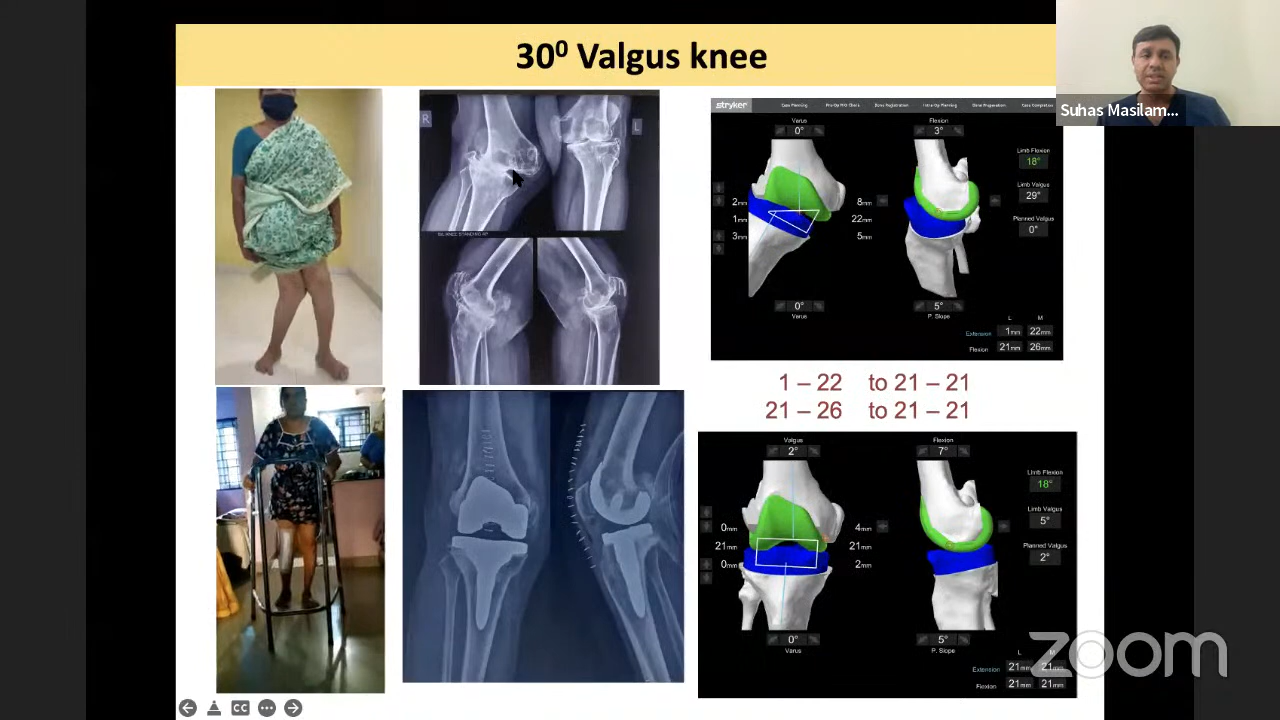 30⁰ Valgus knee
Suhas Masilam...
R
L
stryker
Case Planning
Bone Registration
Intra-Op Planning
Bone Preparation
Case Completion
Varus
0°
Flexion
3°
Limb Flexion
18°
Limb Valgus
29°
Planned Valgus
0°
2mm
8mm
1mm
22mm
3mm
5mm
0°
Varus
5°
P. Slope
L M
Extension 1mm 22mm
Flexion 21mm 26mm
1 – 22 to 21 – 21
21 – 26 to 21 – 21
Valgus
2°
Flexion
7°
Limb Flexion
18°
Limb Valgus
5°
Planned Valgus
2°
0mm
4mm
21mm
21mm
0mm
2mm
0°
Varus
5°
P. Slope
L M
Extension 21mm 21mm
Flexion 21mm 21mm
CC
zoom